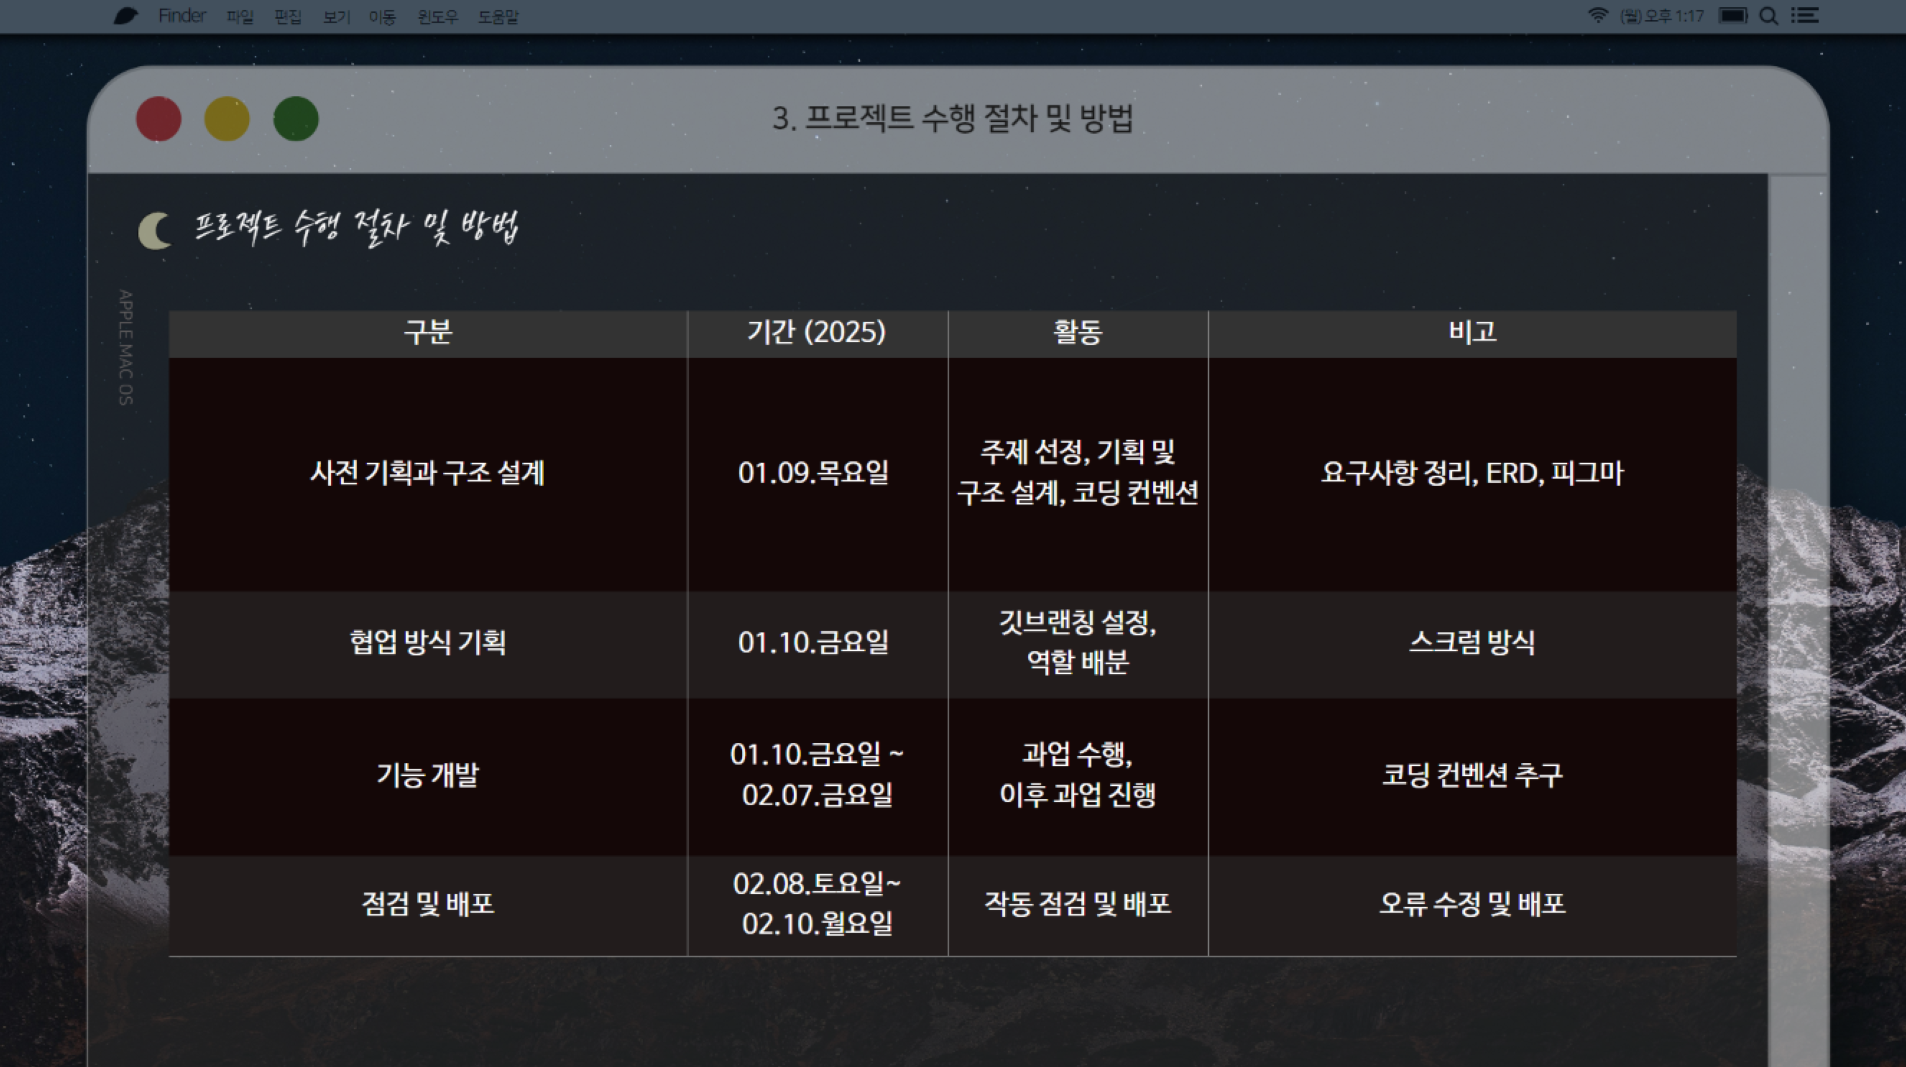 Finder 파일 편집 보기 이동 윈도우 도움말
(월) 오후 1:17
3. 프로젝트 수행 절차 및 방법
프로젝트 수행 절차 및 방법
APPLE MAC OS
구분 기간 (2025) 활동 비고
사전 기획과 구조 설계
01.09.목요일
주제 선정, 기획 및
구조 설계, 코딩 컨벤션
요구사항 정리, ERD, 피그마
협업 방식 기획
01.10.금요일
깃브랜칭 설정,
역할 배분
스크럼 방식
기능 개발
01.10.금요일 ~
02.07.금요일
과업 수행,
이후 과업 진행
코딩 컨벤션 추구
점검 및 배포
02.08.토요일~
02.10.월요일
작동 점검 및 배포
오류 수정 및 배포